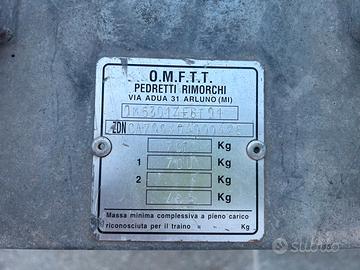 O.M.F.T.T.
PEDRETTI RIMORCHI
VIA ADUA 31 ARLUNO (MI)
Kg
1 Kg
2 Kg
Kg
Massa minima complessiva a pieno carico
riconosciuta per il traino Kg
subito